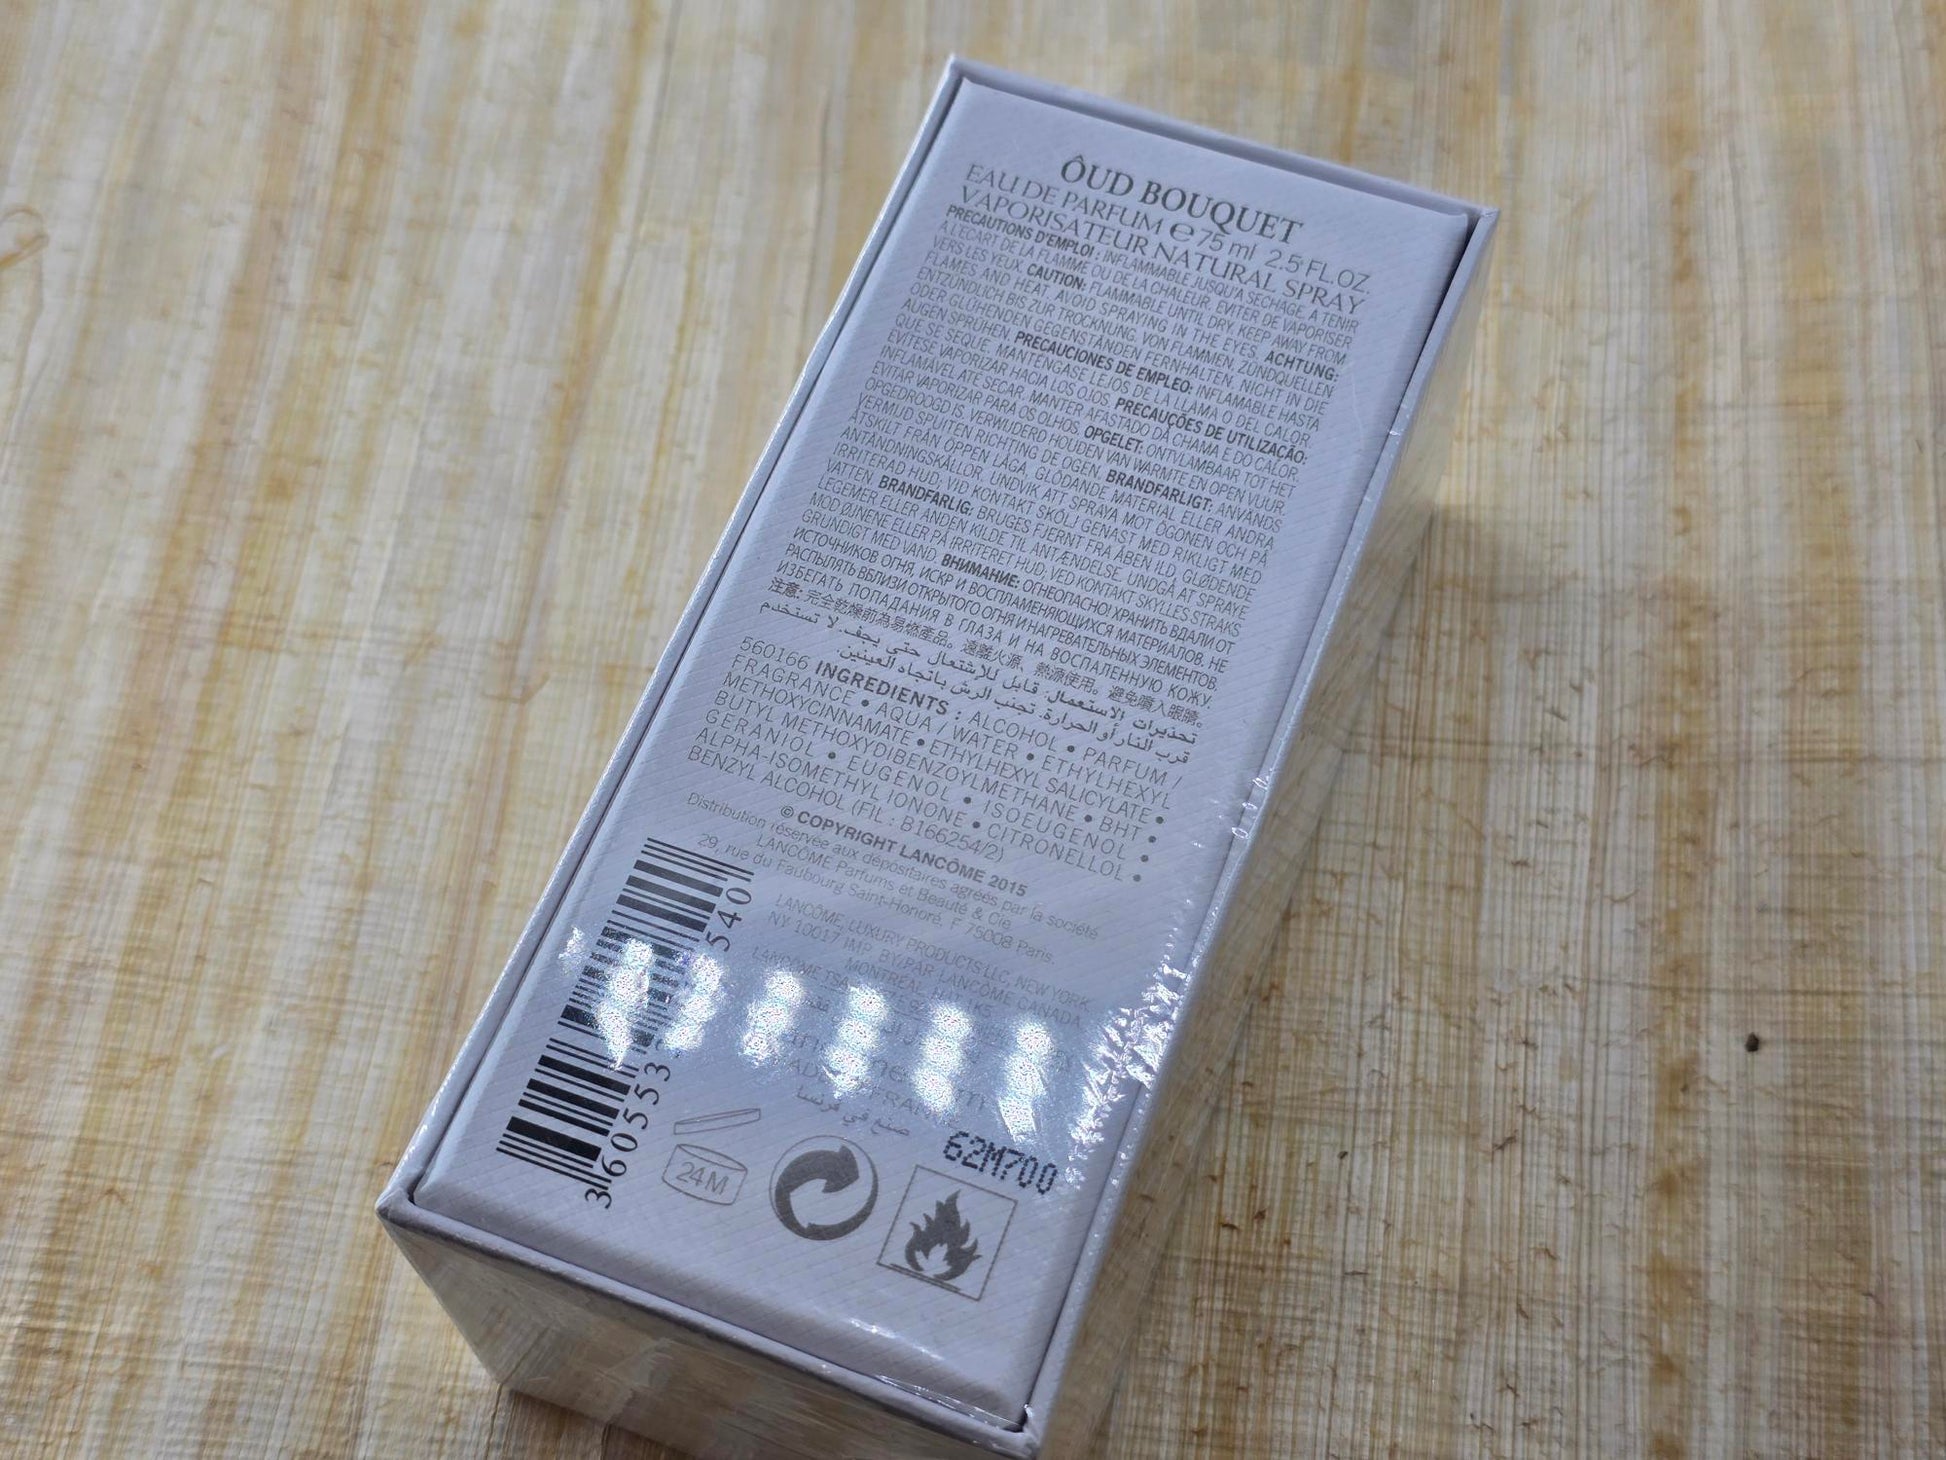 ÔUD BOUQUET
EAU DE PARFUM ℮ 75 ml 2.5 FL.OZ.
VAPORISATEUR NATURAL SPRAY
PRÉCAUTIONS D'EMPLOI : INFLAMMABLE JUSQU'A SECHAGE. A TENIR
A L'ECART DE LA FLAMME OU DE LA CHALEUR. EVITER DE VAPORISER
VERS LES YEUX. CAUTION: FLAMMABLE UNTIL DRY. KEEP AWAY FROM
FLAMES AND HEAT. AVOID SPRAYING IN THE EYES. ACHTUNG:
ENTZÜNDLICH BIS ZUR TROCKNUNG. VON FLAMMEN, ZÜNDQUELLEN
ODER GLÜHENDEN GEGENSTÄNDEN FERNHALTEN. NICHT IN DIE
AUGEN SPRÜHEN. PRECAUCIONES DE EMPLEO: INFLAMABLE HASTA
QUE SE SEQUE. MANTENGASE LEJOS DE LA LLAMA O DEL CALOR.
EVITESE VAPORIZAR HACIA LOS OJOS. PRECAUÇÕES DE UTILIZAÇÃO:
INFLAMÁVEL ATÉ SECAR. MANTER AFASTADO DA CHAMA E DO CALOR.
EVITAR VAPORIZAR PARA OS OLHOS. OPGELET: ONTVLAMBAAR TOT HET
OPGEDROOGD IS. VERWIJDERD HOUDEN VAN WARMTE EN OPEN VUUR.
VERMIJD SPUITEN RICHTING DE OGEN. BRANDFARLIGT: ANVÄNDS
ÅTSKILT FRÅN ÖPPEN LÅGA, GLÖDANDE MATERIAL ELLER ANDRA
ANTÄNDNINGSKÄLLOR. UNDVIK ATT SPRAYA MOT ÖGONEN OCH PÅ
IRRITERAD HUD; VID KONTAKT SKÖLJ GENAST MED RIKLIGT MED
VATTEN. BRANDFARLIG: BRUGES FJERNT FRA ÅBEN ILD, GLØDENDE
LEGEMER ELLER ANDEN KILDE TIL ANTÆNDELSE. UNDGÅ AT SPRAYE
MOD ØJNENE ELLER PÅ IRRITERET HUD. VED KONTAKT SKYLLES STRAKS
GRUNDIGT MED VAND. ВНИМАНИЕ: ОГНЕОПАСНО! ХРАНИТЬ ВДАЛИ ОТ
ИСТОЧНИКОВ ОГНЯ, ИСКР И ВОСПЛАМЕНЯЮЩИХСЯ МАТЕРИАЛОВ. НЕ
РАСПЫЛЯТЬ ВБЛИЗИ ОТКРЫТОГО ОГНЯ И НАГРЕВАТЕЛЬНЫХ ЭЛЕМЕНТОВ.
ИЗБЕГАТЬ ПОПАДАНИЯ В ГЛАЗА И НА ВОСПАЛЕННУЮ КОЖУ.
注意: 完全乾燥前為易燃產品。遠離火源、熱源使用。避免噴入眼睛。
تحذيرات الاستعمال: قابل للاشتعال حتى يجف. لا تستخدم
قرب النار أو الحرارة. تجنب الرش باتجاه العينين.
560166 INGREDIENTS : ALCOHOL • PARFUM /
FRAGRANCE • AQUA / WATER • ETHYLHEXYL
METHOXYCINNAMATE • ETHYLHEXYL SALICYLATE •
BUTYL METHOXYDIBENZOYLMETHANE • BHT •
GERANIOL • EUGENOL • ISOEUGENOL •
ALPHA-ISOMETHYL IONONE • CITRONELLOL •
BENZYL ALCOHOL (FIL : B166254/2)
© COPYRIGHT LANCÔME 2015
Distribution réservée aux dépositaires agréés par la société
LANCÔME Parfums et Beauté & Cie
29, rue du Faubourg Saint-Honoré, F 75008 Paris.
LANCÔME, LUXURY PRODUCTS LLC, NEW YORK
NY 10017 IMP. BY/PAR LANCÔME, CANADA
MONTRÉAL
LANCÔME
صنع في فرنسا
3 605533
540
62M700
24M